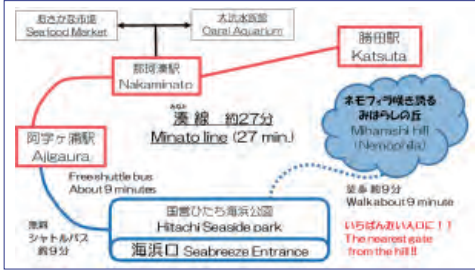 おさかな市場
Seafood Market
大洗水族館
Oarai Aquarium
勝田駅
Katsuta
那珂湊駅
Nakaminato
みなと
湊線 約27分
Minato line (27 min.)
ネモフィラ咲き誇る
みはらしの丘
Miharashi hill
(Nemophila)
阿字ヶ浦駅
Ajigaura
Free shuttle bus
About 9 minutes
徒歩 約9分
Walk about 9 minute
国営ひたち海浜公園
Hitachi Seaside park
無料
シャトルバス
約9分
海浜口 Seabreeze Entrance
いちばん近い入口に！！
The nearest gate
from the hill!!